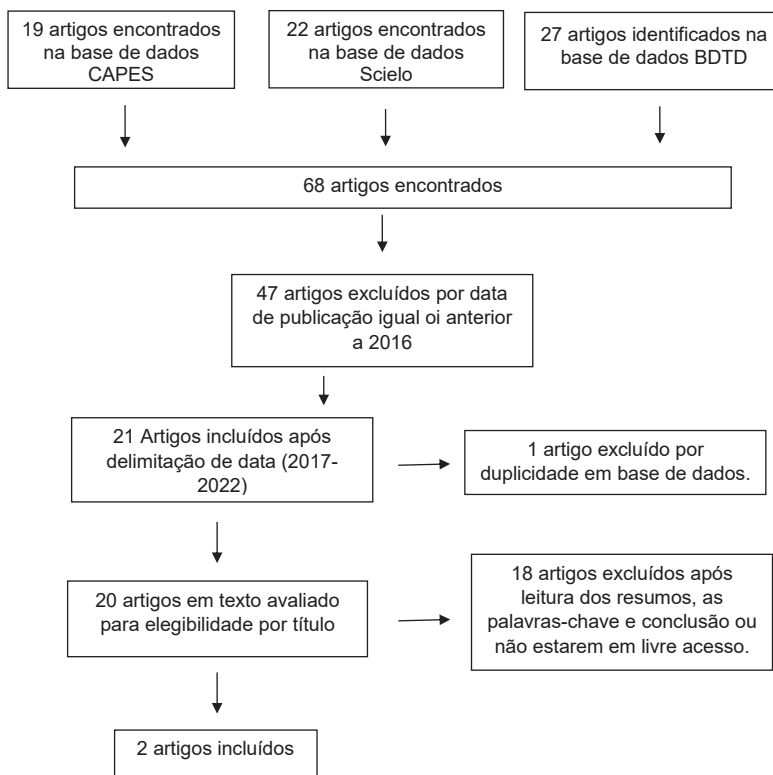 19 artigos encontrados
na base de dados
CAPES
22 artigos encontrados
na base de dados
Scielo
27 artigos identificados na
base de dados BDTD
68 artigos encontrados
47 artigos excluídos por data
de publicação igual oi anterior
a 2016
21 Artigos incluídos após
delimitação de data (2017-
2022)
1 artigo excluído por
duplicidade em base de dados.
20 artigos em texto avaliado
para elegibilidade por título
18 artigos excluídos após
leitura dos resumos, as
palavras-chave e conclusão ou
não estarem em livre acesso.
2 artigos incluídos